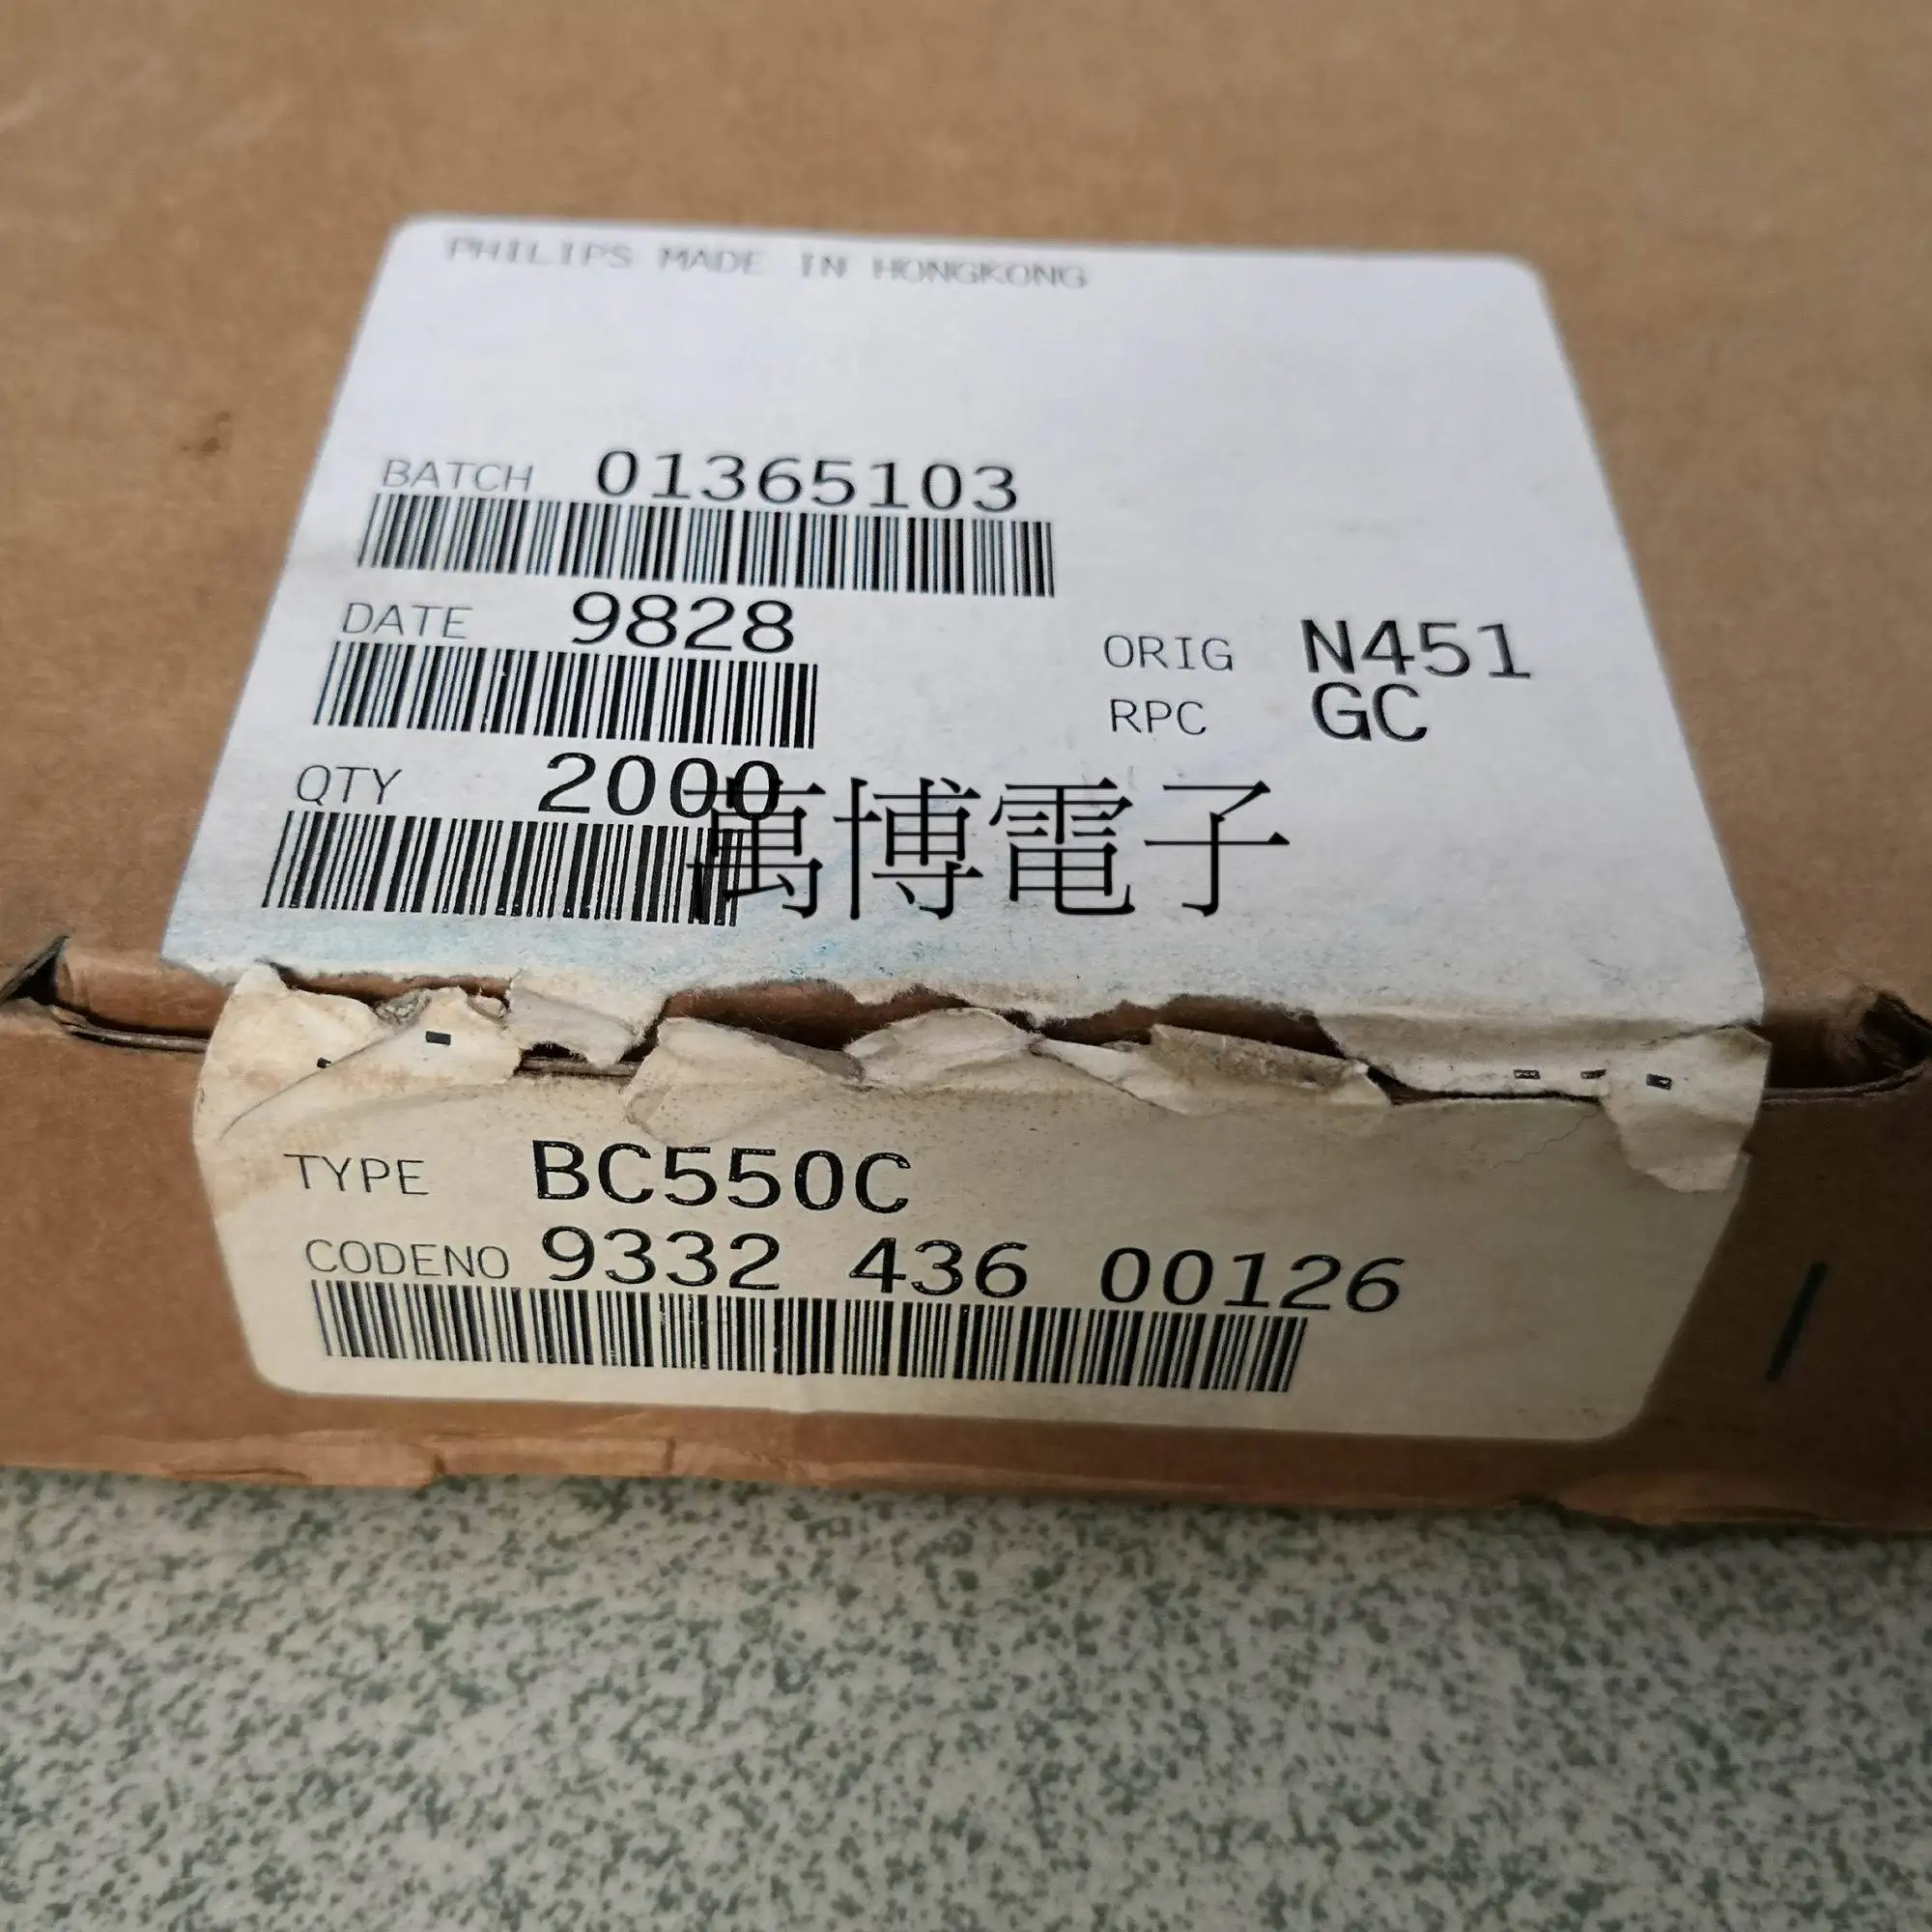 PHILIPS MADE IN HONGKONG
BATCH 01365103
DATE 9828
ORIG N451
RPC GC
QTY 2000
萬博電子
TYPE BC550C
CODENO 9332 436 00126